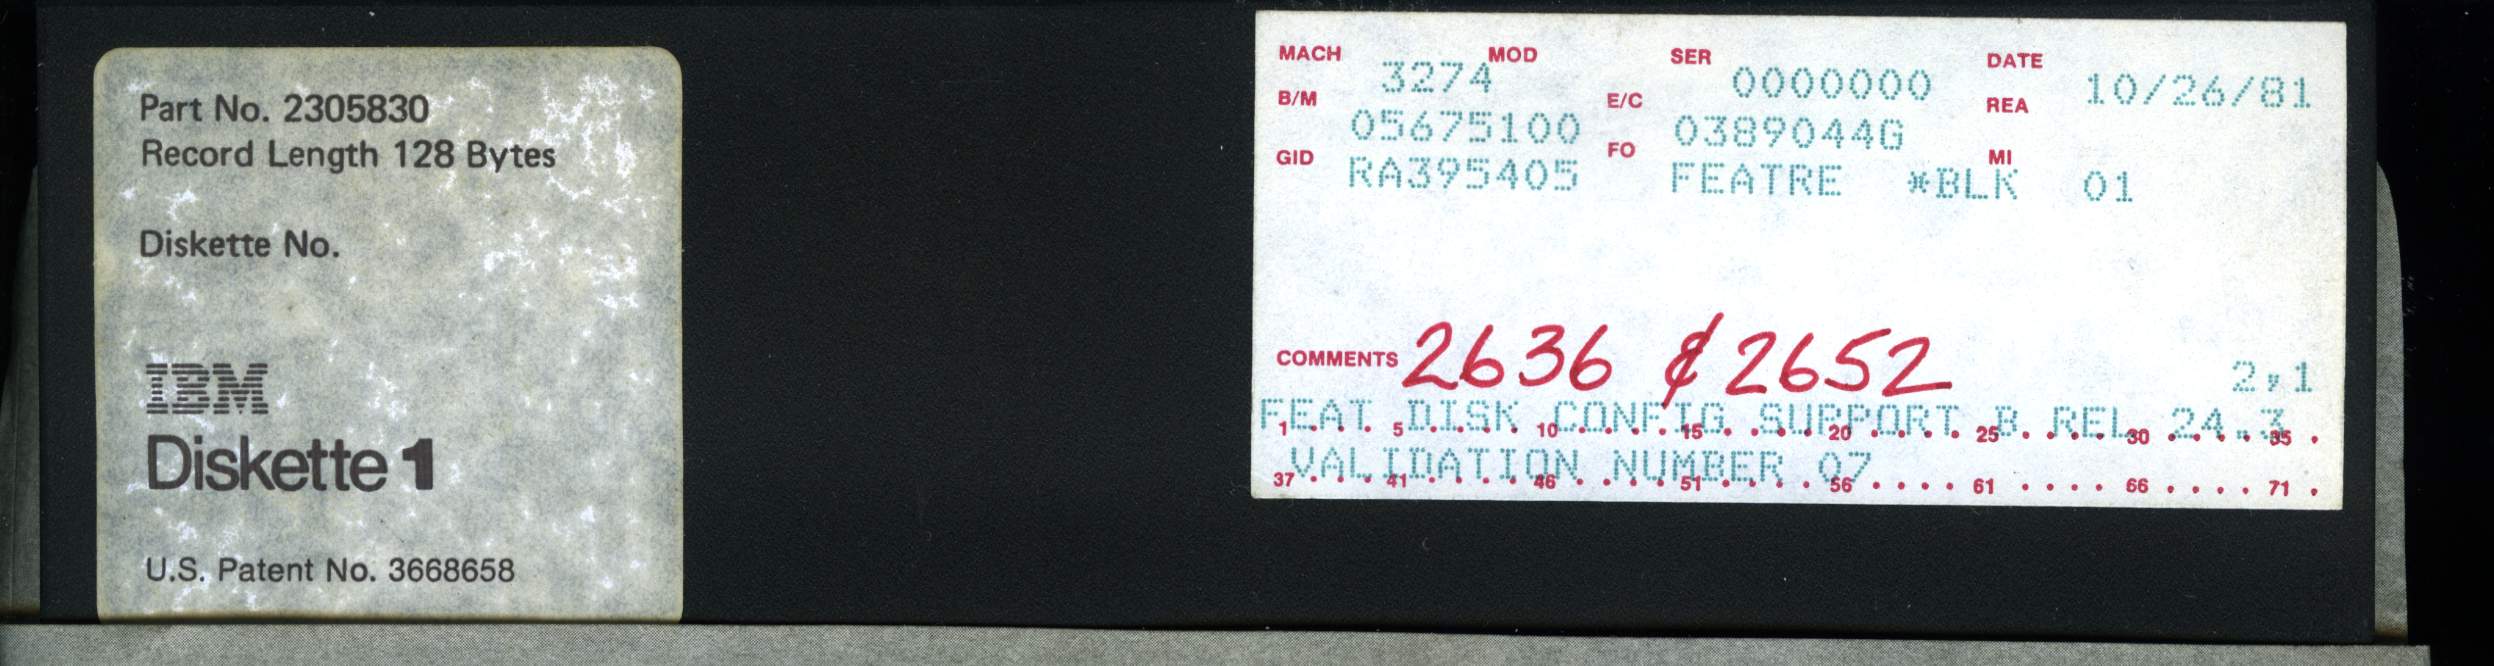 Part No. 2305830
Record Length 128 Bytes
Diskette No.
IBM
Diskette 1
U.S. Patent No. 3668658
MACH 3274 MOD SER 0000000 DATE 10/26/81
B/M 05675100 E/C 0389044G REA
GID RA395405 FO FEATRE *BLK MI 01
COMMENTS 2636 & 2652 2,1
FEAT DISK CONFIG SUPPORT B REL 24.3
1 . . . 5 . . . . 10 . . . . 15 . . . . 20 . . . . 25 . . . . 30 . . . . 35 .
VALIDATION NUMBER 07
37 . . . 41 . . . . 46 . . . . 51 . . . . 56 . . . . 61 . . . . 66 . . . . 71 .